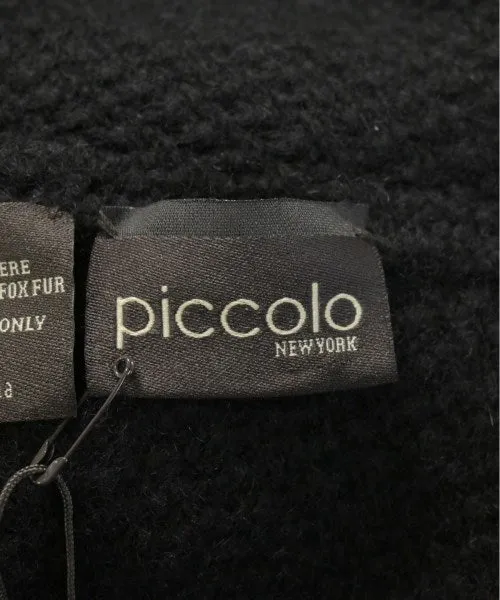 ERE
FOX FUR
ONLY
piccolo
NEW YORK